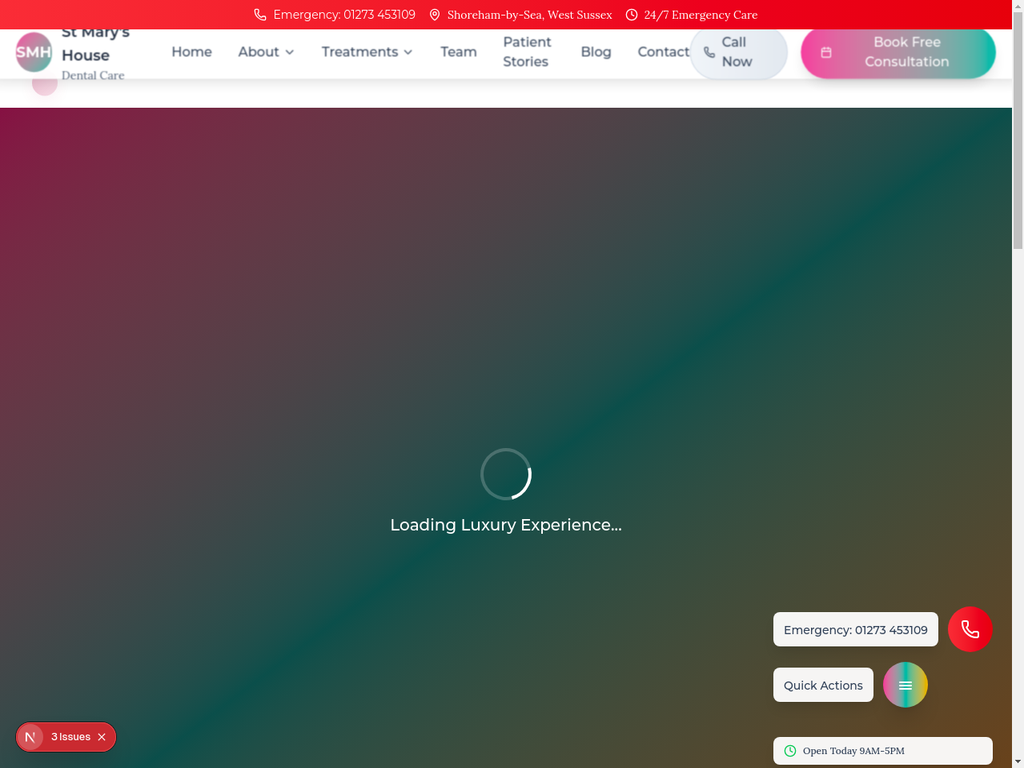 Emergency: 01273 453109
Shoreham-by-Sea, West Sussex
24/7 Emergency Care
SMH
St Mary's
House
Dental Care
Home
About
Treatments
Team
Patient
Stories
Blog
Contact
Call
Now
Book Free
Consultation
Loading Luxury Experience...
Emergency: 01273 453109
Quick Actions
N
3 Issues
Open Today 9AM-5PM